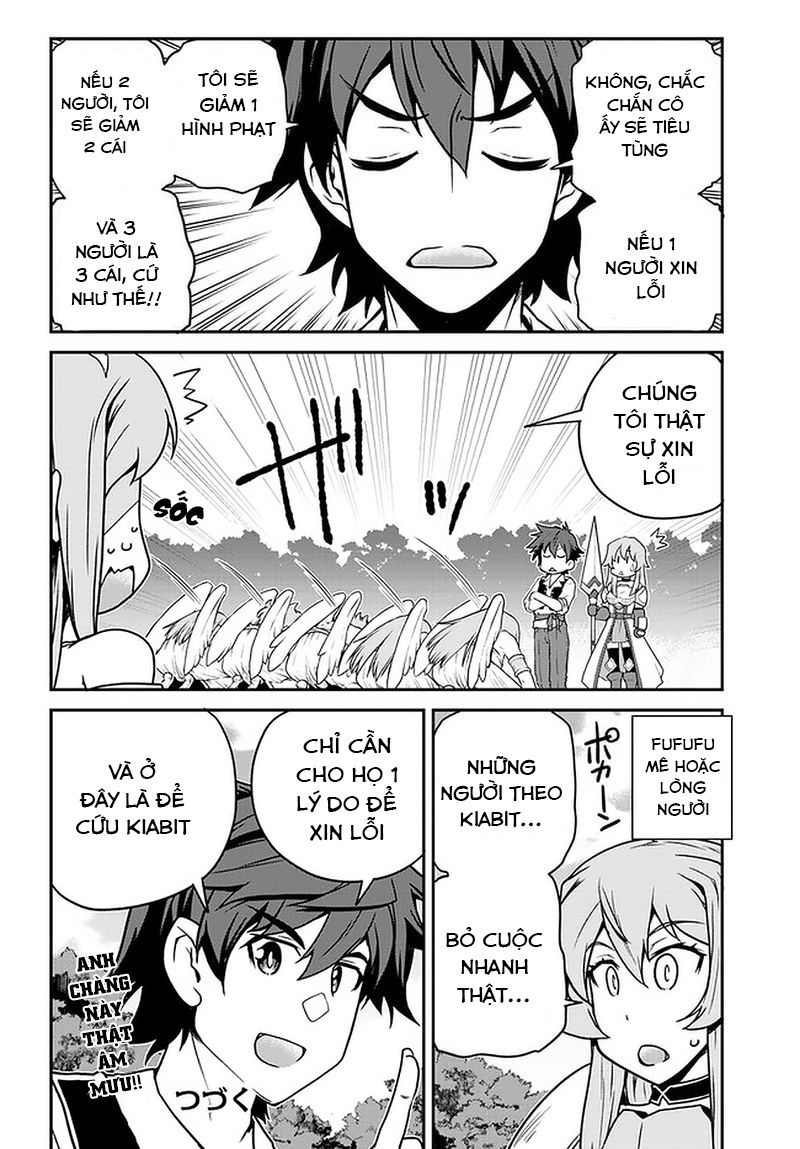 KHÔNG, CHẮC
CHẮN CÔ
ẤY SẼ TIÊU
TÙNG
NẾU 1
NGƯỜI XIN
LỖI
TÔI SẼ
GIẢM 1
HÌNH PHẠT
NẾU 2
NGƯỜI, TÔI
SẼ GIẢM
2 CÁI
VÀ 3
NGƯỜI LÀ
3 CÁI, CỨ
NHƯ THẾ!!
CHÚNG
TÔI THẬT
SỰ XIN
LỖI
ザザッ
SỐC
FUFUFU
MÊ HOẶC
LÒNG
NGƯỜI
ポカーン
NHỮNG
NGƯỜI THEO
KIABIT...
BỎ CUỘC
NHANH
THẬT...
CHỈ CẦN
CHO HỌ 1
LÝ DO ĐỂ
XIN LỖI
VÀ Ở
ĐÂY LÀ ĐỂ
CỨU KIABIT
ANH
CHÀNG
NÀY
THẬT
ÂM
MƯU!!
つづく